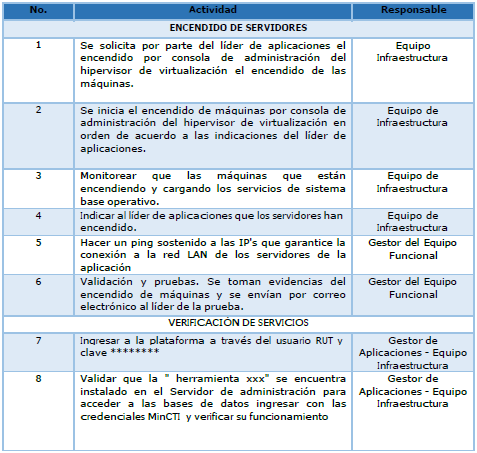 No. Actividad Responsable
ENCENDIDO DE SERVIDORES
1 Se solicita por parte del líder de aplicaciones el Equipo
encendido por consola de administración del Infraestructura
hipervisor de virtualización el encendido de las
máquinas.
2 Se inicia el encendido de máquinas por consola de Equipo de
administración del hipervisor de virtualización en Infraestructura
orden de acuerdo a las indicaciones del líder de
aplicaciones.
3 Monitorear que las máquinas que están Equipo de
encendiendo y cargando los servicios de sistema Infraestructura
base operativo.
4 Indicar al líder de aplicaciones que los servidores han Equipo de
encendido. Infraestructura
5 Hacer un ping sostenido a las IP's que garantice la Gestor del Equipo
conexión a la red LAN de los servidores de la Funcional
aplicación
6 Validación y pruebas. Se toman evidencias del Gestor del Equipo
encendido de máquinas y se envían por correo Funcional
electrónico al líder de la prueba.
VERIFICACIÓN DE SERVICIOS
7 Ingresar a la plataforma a través del usuario RUT y Gestor de
clave ******** Aplicaciones - Equipo
Infraestructura
8 Validar que la " herramienta xxx" se encuentra Gestor de
instalado en el Servidor de administración para Aplicaciones - Equipo
acceder a las bases de datos ingresar con las Infraestructura
credenciales MinCTI y verificar su funcionamiento